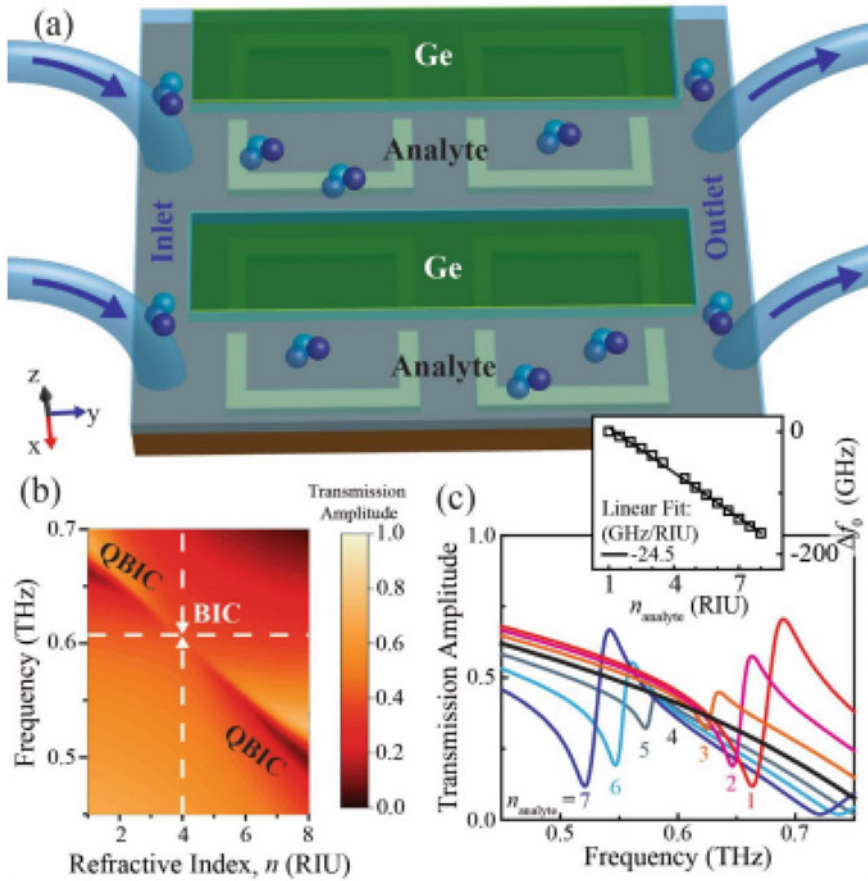 (a)
Ge
Analyte
Inlet
Outlet
Ge
Analyte
z
y
x
(b)
Transmission
Amplitude
1.0
0.8
0.6
0.4
0.2
0.0
0.7
0.6
0.5
Frequency (THz)
QBIC
BIC
QBIC
2 4 6 8
Refractive Index, n (RIU)
(c)
Linear Fit:
(GHz/RIU)
-24.5
0
-200
Δf₀ (GHz)
1 4 7
n_analyte (RIU)
1.0
0.5
0.0
Transmission Amplitude
n_analyte = 7
6
5
4
3
2
1
0.5 0.6 0.7
Frequency (THz)